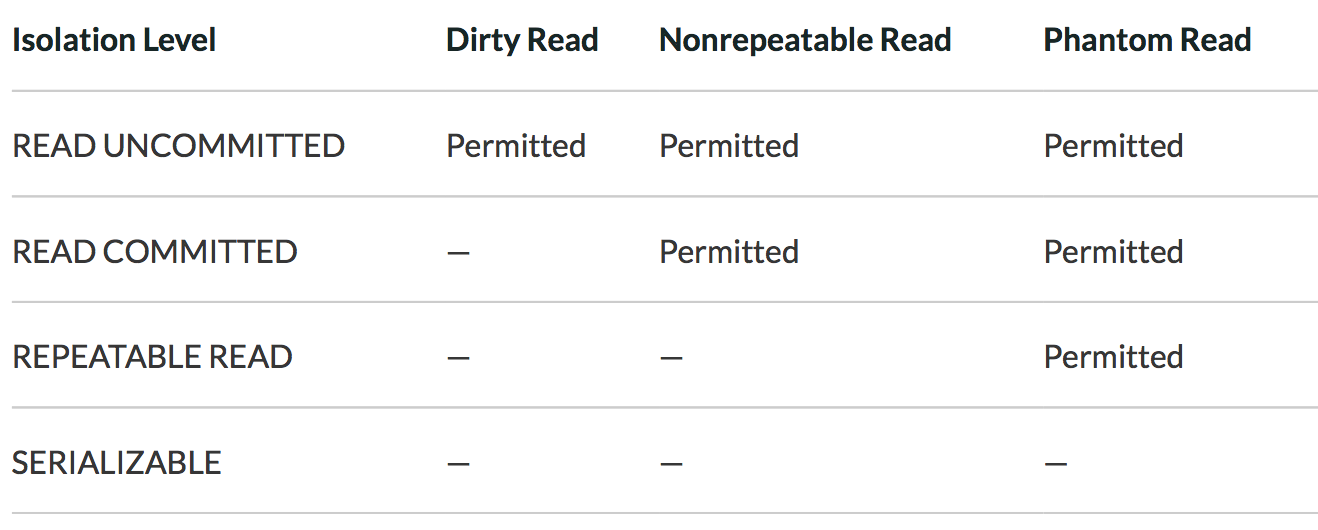 Isolation Level Dirty Read Nonrepeatable Read Phantom Read
READ UNCOMMITTED Permitted Permitted Permitted
READ COMMITTED — Permitted Permitted
REPEATABLE READ — — Permitted
SERIALIZABLE — — —